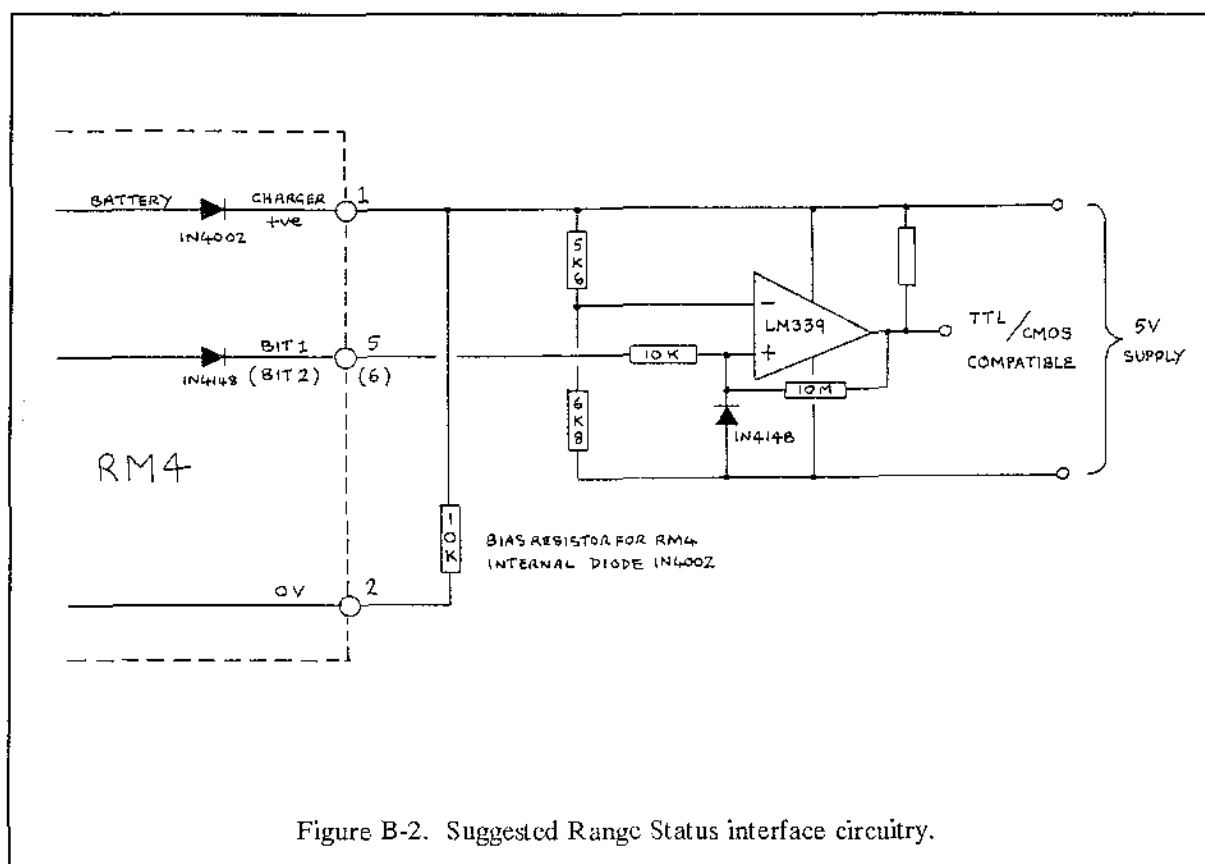 BATTERY
CHARGER
+ve
1
1N4002
5K6
−
LM339
+
TTL/CMOS
COMPATIBLE
5V
SUPPLY
BIT 1
5
(BIT 2)
(6)
1N4148
10K
10M
6K8
1N4148
RM4
10K
BIAS RESISTOR FOR RM4
INTERNAL DIODE 1N4002
0V
2
Figure B-2. Suggested Range Status interface circuitry.